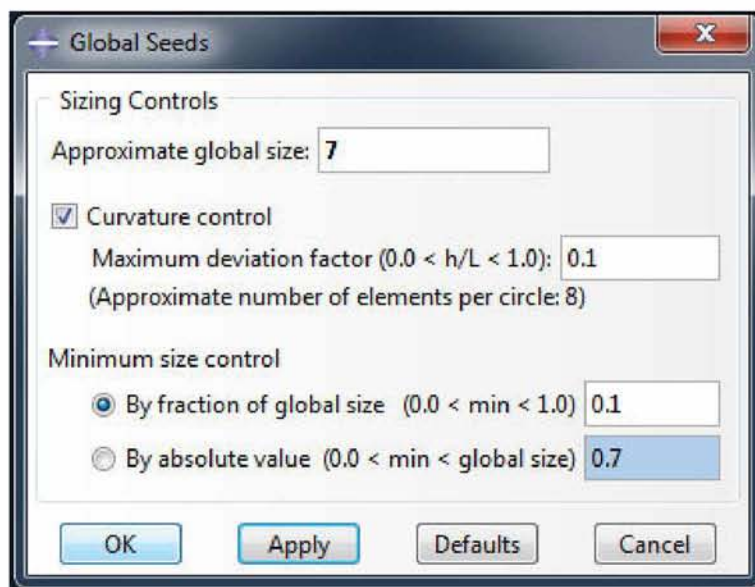 Global Seeds
Sizing Controls
Approximate global size: 7
Curvature control
Maximum deviation factor (0.0 < h/L < 1.0): 0.1
(Approximate number of elements per circle: 8)
Minimum size control
By fraction of global size (0.0 < min < 1.0) 0.1
By absolute value (0.0 < min < global size) 0.7
OK Apply Defaults Cancel